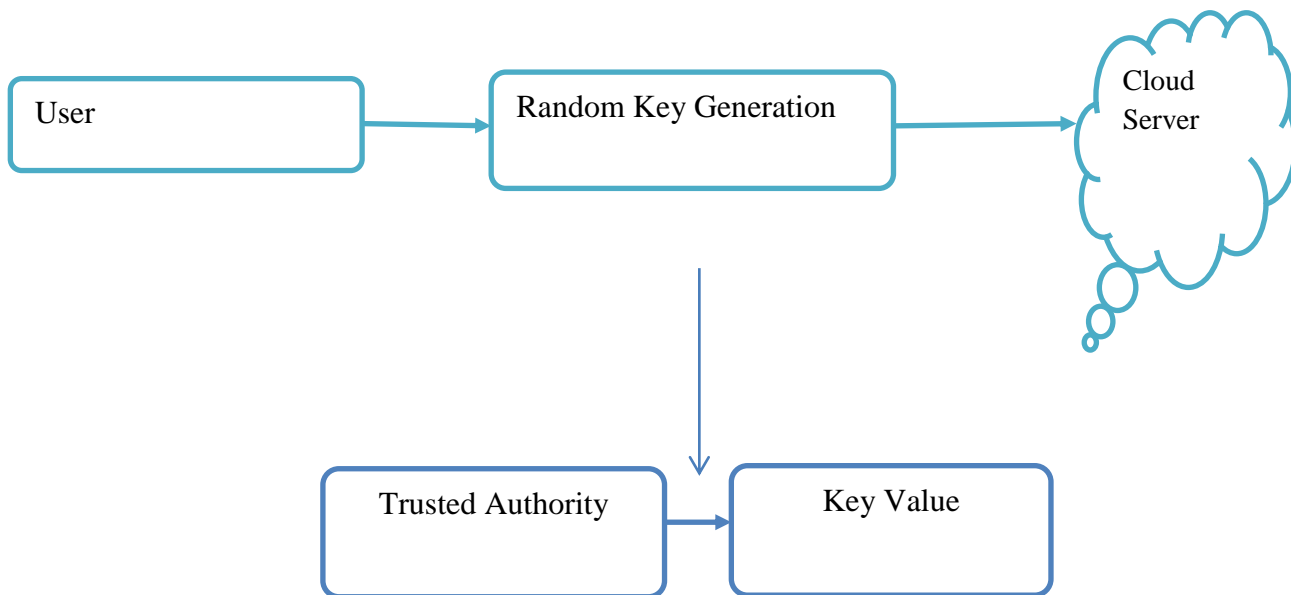 User
Random Key Generation
Cloud
Server
Trusted Authority
Key Value